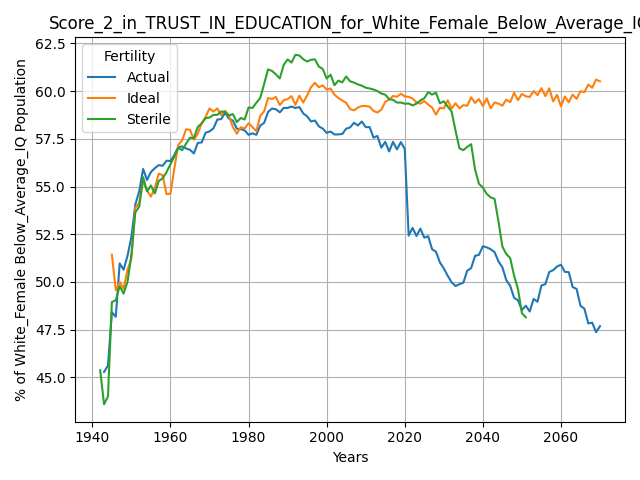 Score_2_in_TRUST_IN_EDUCATION_for_White_Female_Below_Average_IQ
Fertility
Actual
Ideal
Sterile
% of White_Female Below_Average_IQ Population
62.5
60.0
57.5
55.0
52.5
50.0
47.5
45.0
1940 1960 1980 2000 2020 2040 2060
Years